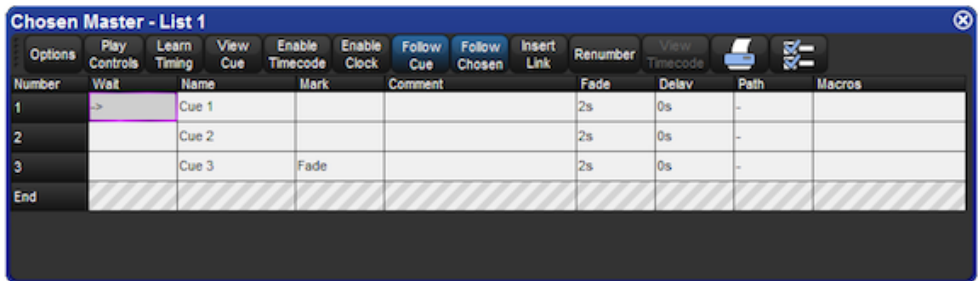 Chosen Master - List 1
Options Play Controls Learn Timing View Cue Enable Timecode Enable Clock Follow Cue Follow Chosen Insert Link Renumber View Timecode
Number Wait Name Mark Comment Fade Delay Path Macros
1 -> Cue 1 2s 0s -
2 Cue 2 2s 0s -
3 Cue 3 Fade 2s 0s -
End